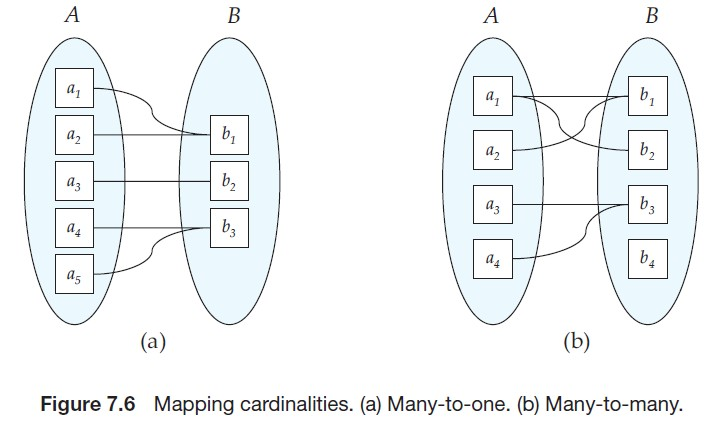 A B A B
a1
a2
a3
a4
a5
b1
b2
b3
a1
a2
a3
a4
b1
b2
b3
b4
(a) (b)
Figure 7.6 Mapping cardinalities. (a) Many-to-one. (b) Many-to-many.